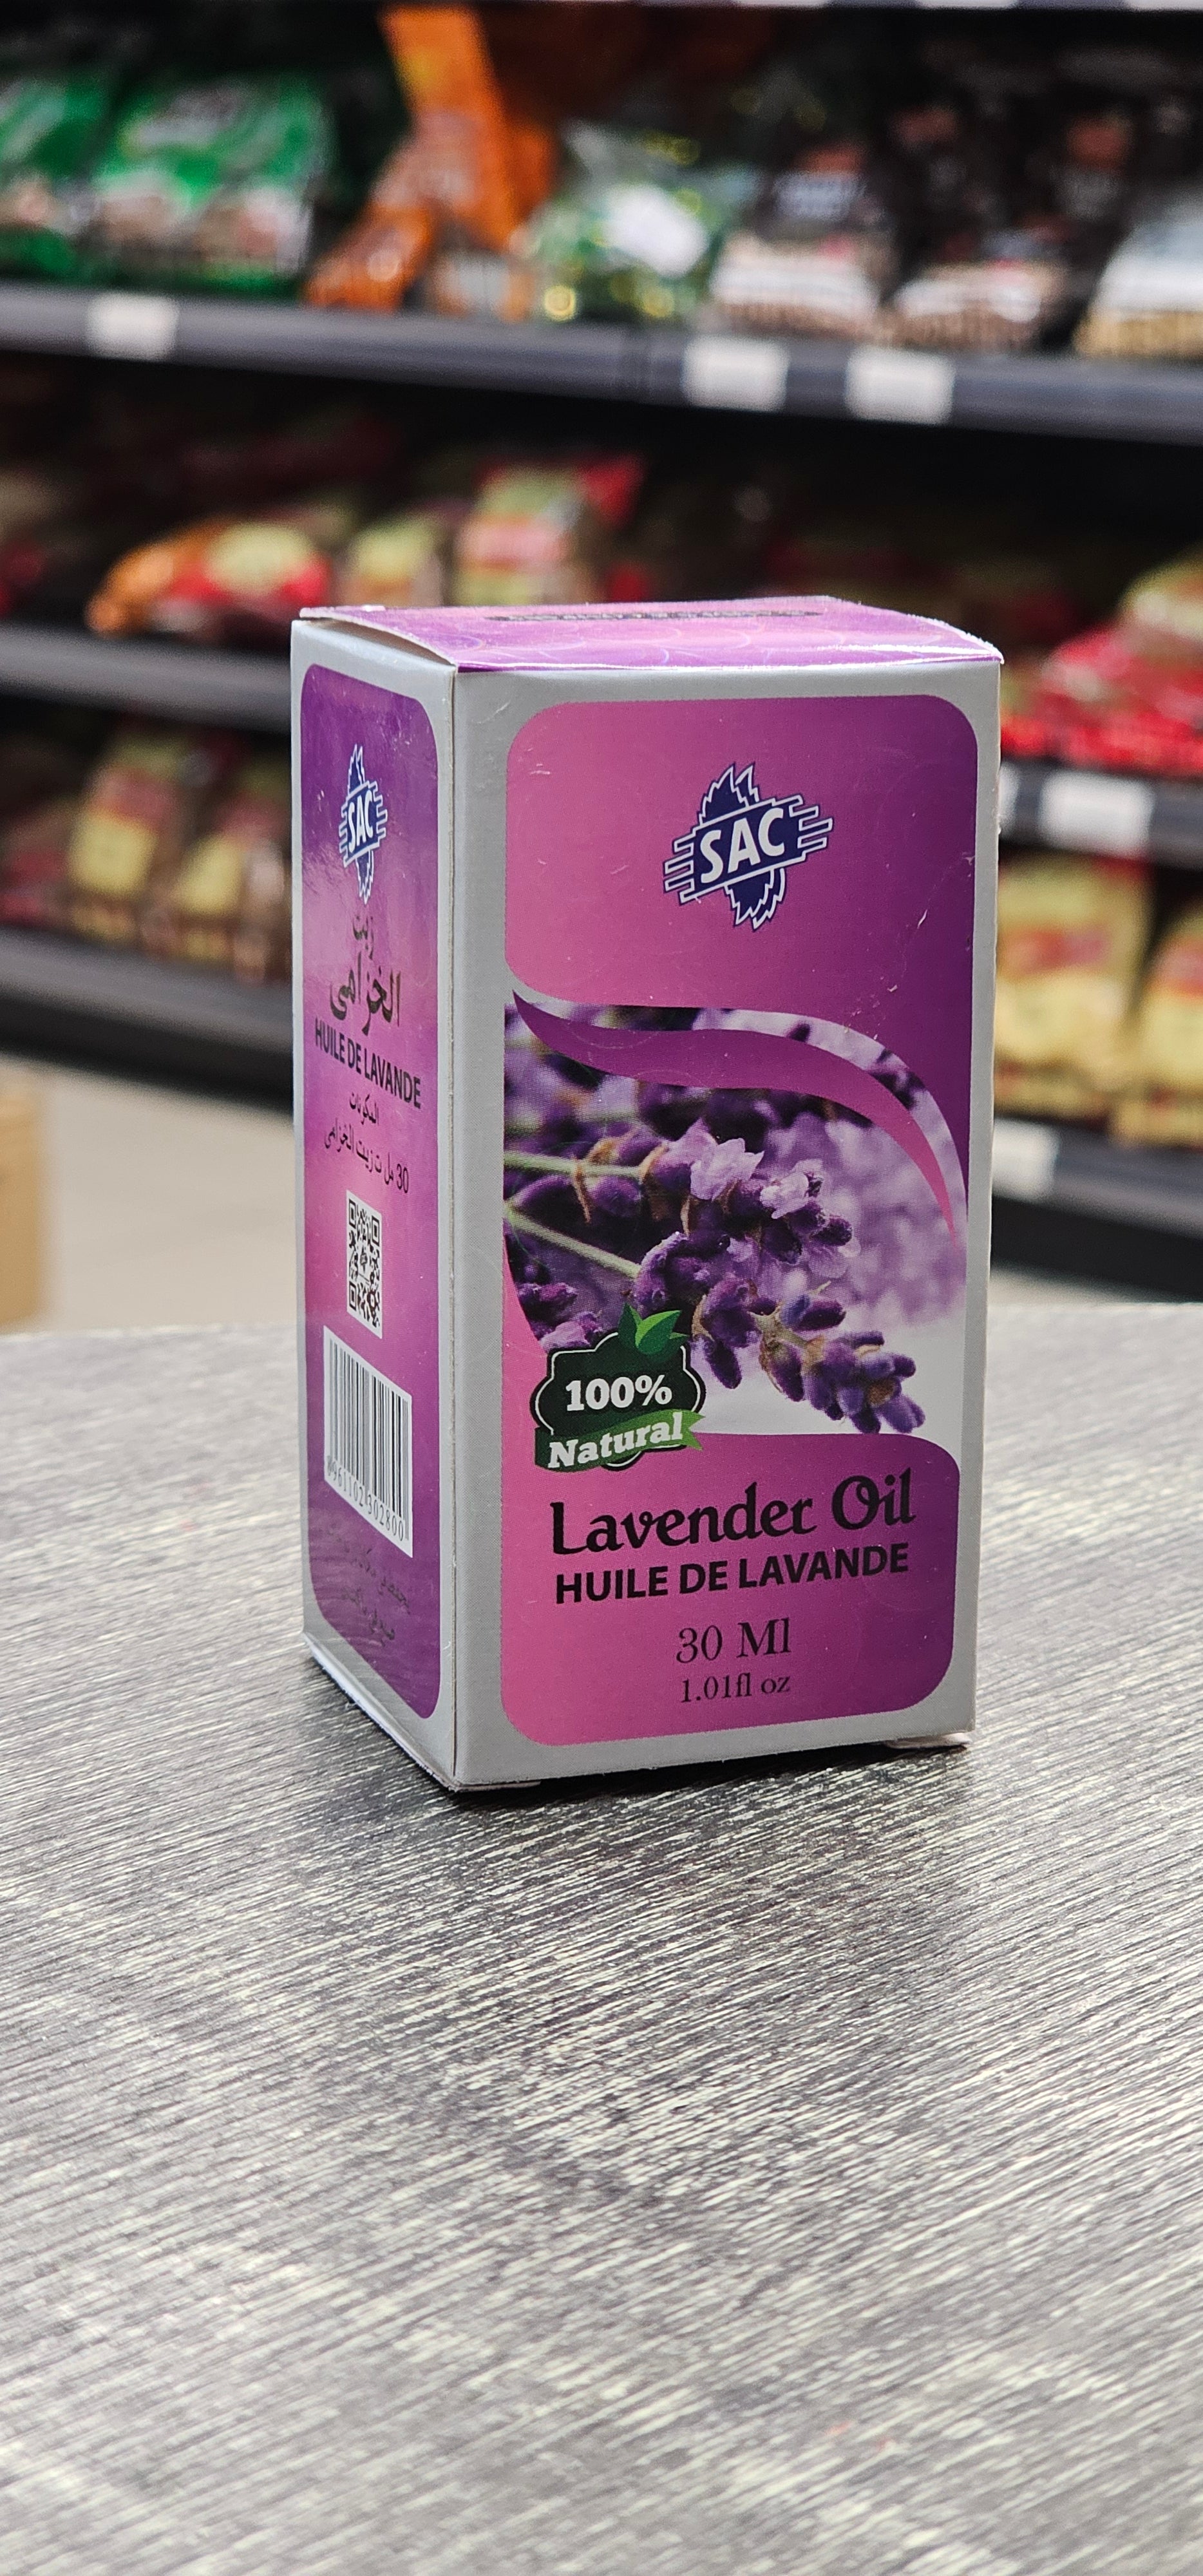 SAC
100%
Natural
Lavender Oil
HUILE DE LAVANDE
30 Ml
1.01fl oz
SAC
زيت
الخزامى
HUILE DE LAVANDE
المكونات
30 مل ت زيت الخزامى